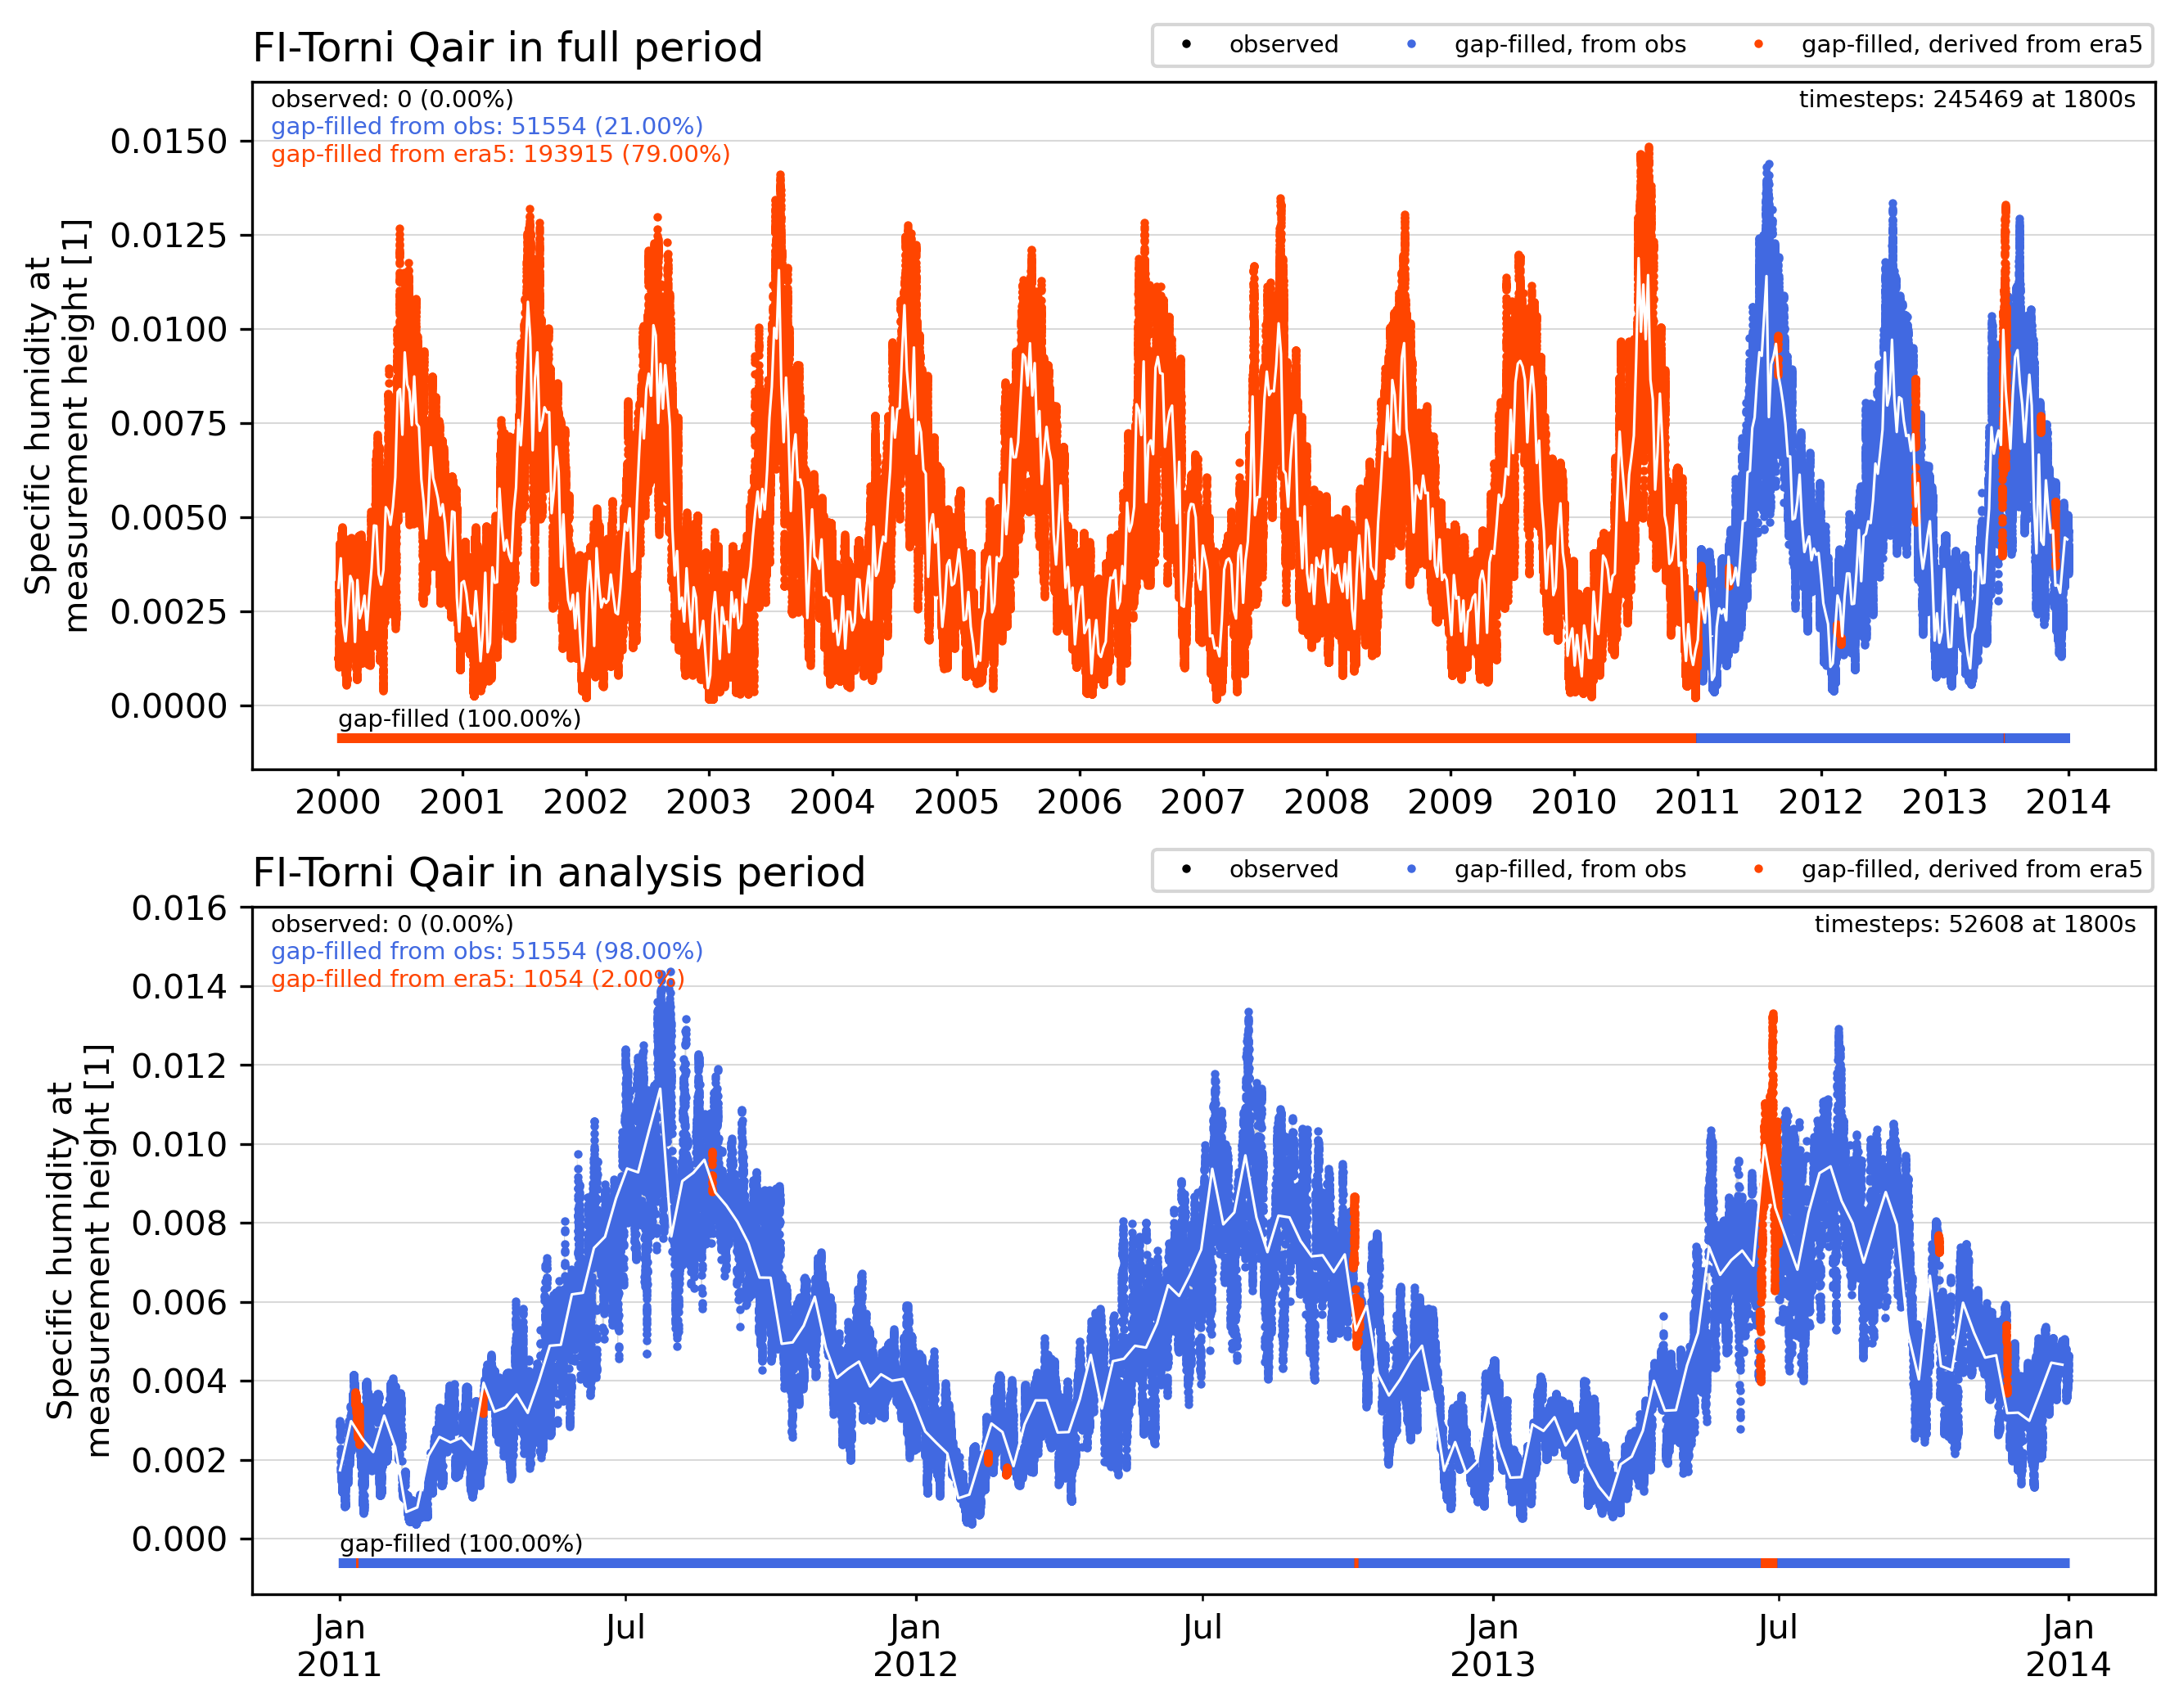 FI-Torni Qair in full period
observed gap-filled, from obs gap-filled, derived from era5
observed: 0 (0.00%)
gap-filled from obs: 51554 (21.00%)
gap-filled from era5: 193915 (79.00%)
timesteps: 245469 at 1800s
Specific humidity at
measurement height [1]
0.0150
0.0125
0.0100
0.0075
0.0050
0.0025
0.0000
gap-filled (100.00%)
2000 2001 2002 2003 2004 2005 2006 2007 2008 2009 2010 2011 2012 2013 2014
FI-Torni Qair in analysis period
observed gap-filled, from obs gap-filled, derived from era5
observed: 0 (0.00%)
gap-filled from obs: 51554 (98.00%)
gap-filled from era5: 1054 (2.00%)
timesteps: 52608 at 1800s
Specific humidity at
measurement height [1]
0.016
0.014
0.012
0.010
0.008
0.006
0.004
0.002
0.000
gap-filled (100.00%)
Jan Jul Jan Jul Jan Jul Jan
2011 2012 2013 2014